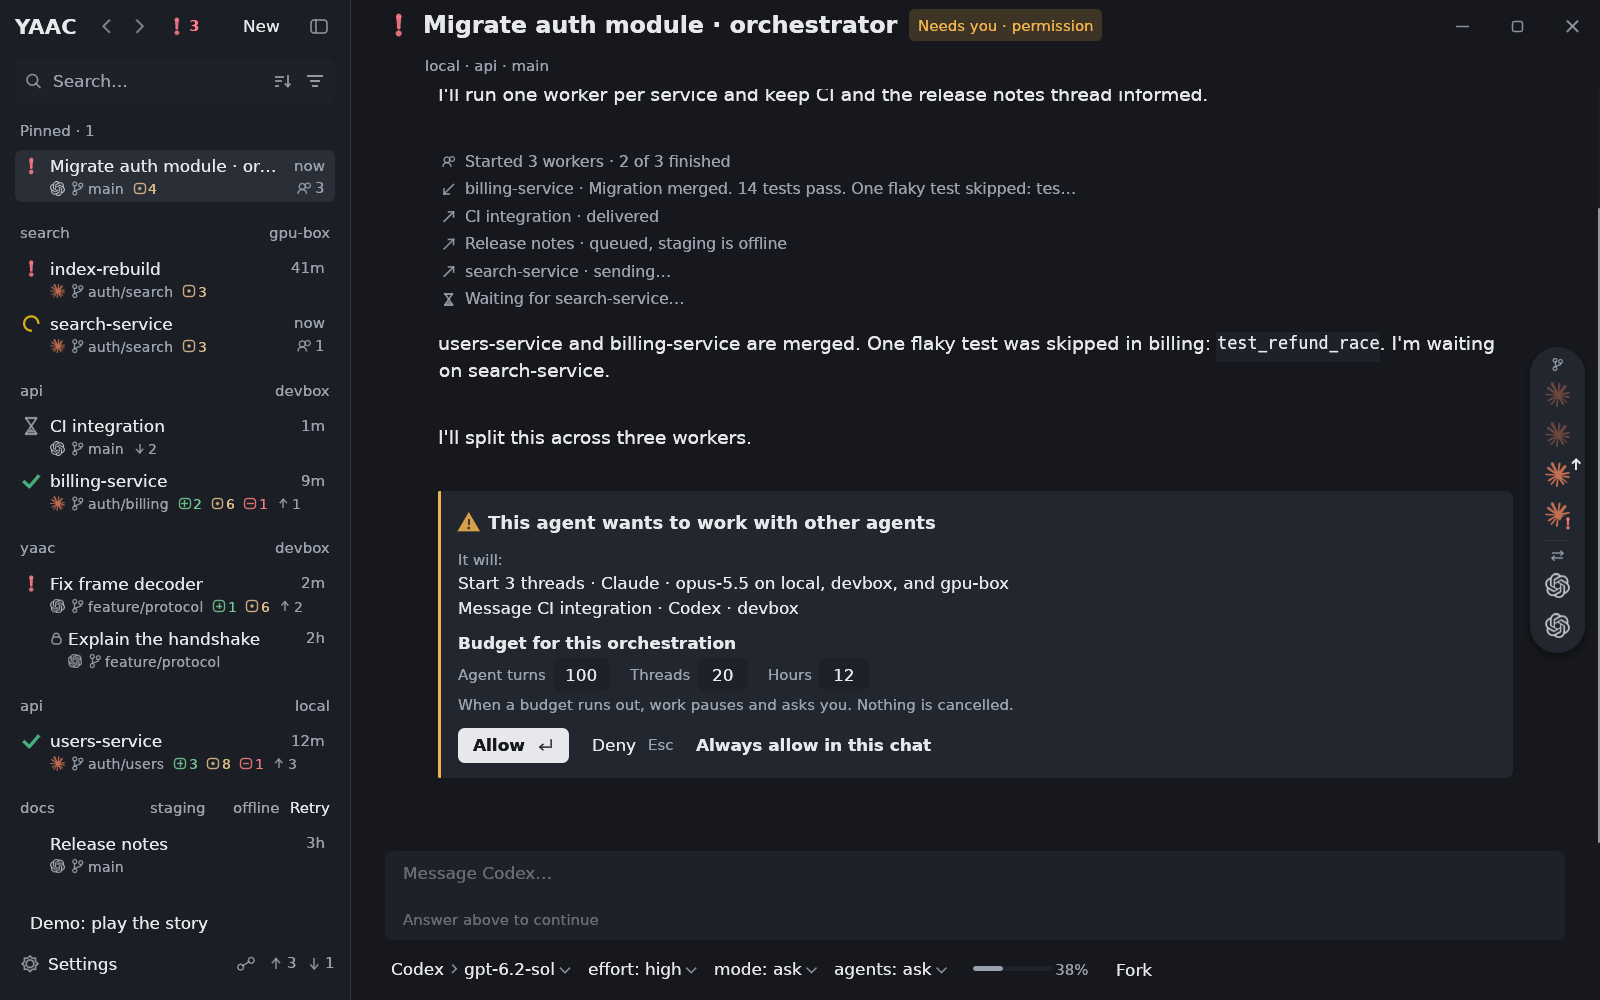 YAAC
3
New
Search...
Pinned · 1
Migrate auth module · or...
now
main
4
3
search
gpu-box
index-rebuild
41m
auth/search
3
search-service
now
auth/search
3
1
api
devbox
CI integration
1m
main
2
billing-service
9m
auth/billing
2
6
1
1
yaac
devbox
Fix frame decoder
2m
feature/protocol
1
6
2
Explain the handshake
2h
feature/protocol
api
local
users-service
12m
auth/users
3
8
1
3
docs
staging
offline
Retry
Release notes
3h
main
Demo: play the story
Settings
3
1
Migrate auth module · orchestrator
Needs you · permission
local · api · main
I'll run one worker per service and keep CI and the release notes thread informed.
Started 3 workers · 2 of 3 finished
billing-service · Migration merged. 14 tests pass. One flaky test skipped: tes...
CI integration · delivered
Release notes · queued, staging is offline
search-service · sending...
Waiting for search-service...
users-service and billing-service are merged. One flaky test was skipped in billing: test_refund_race. I'm waiting
on search-service.
I'll split this across three workers.
This agent wants to work with other agents
It will:
Start 3 threads · Claude · opus-5.5 on local, devbox, and gpu-box
Message CI integration · Codex · devbox
Budget for this orchestration
Agent turns 100 Threads 20 Hours 12
When a budget runs out, work pauses and asks you. Nothing is cancelled.
Allow
Deny Esc
Always allow in this chat
Message Codex...
Answer above to continue
Codex > gpt-6.2-sol
effort: high
mode: ask
agents: ask
38%
Fork